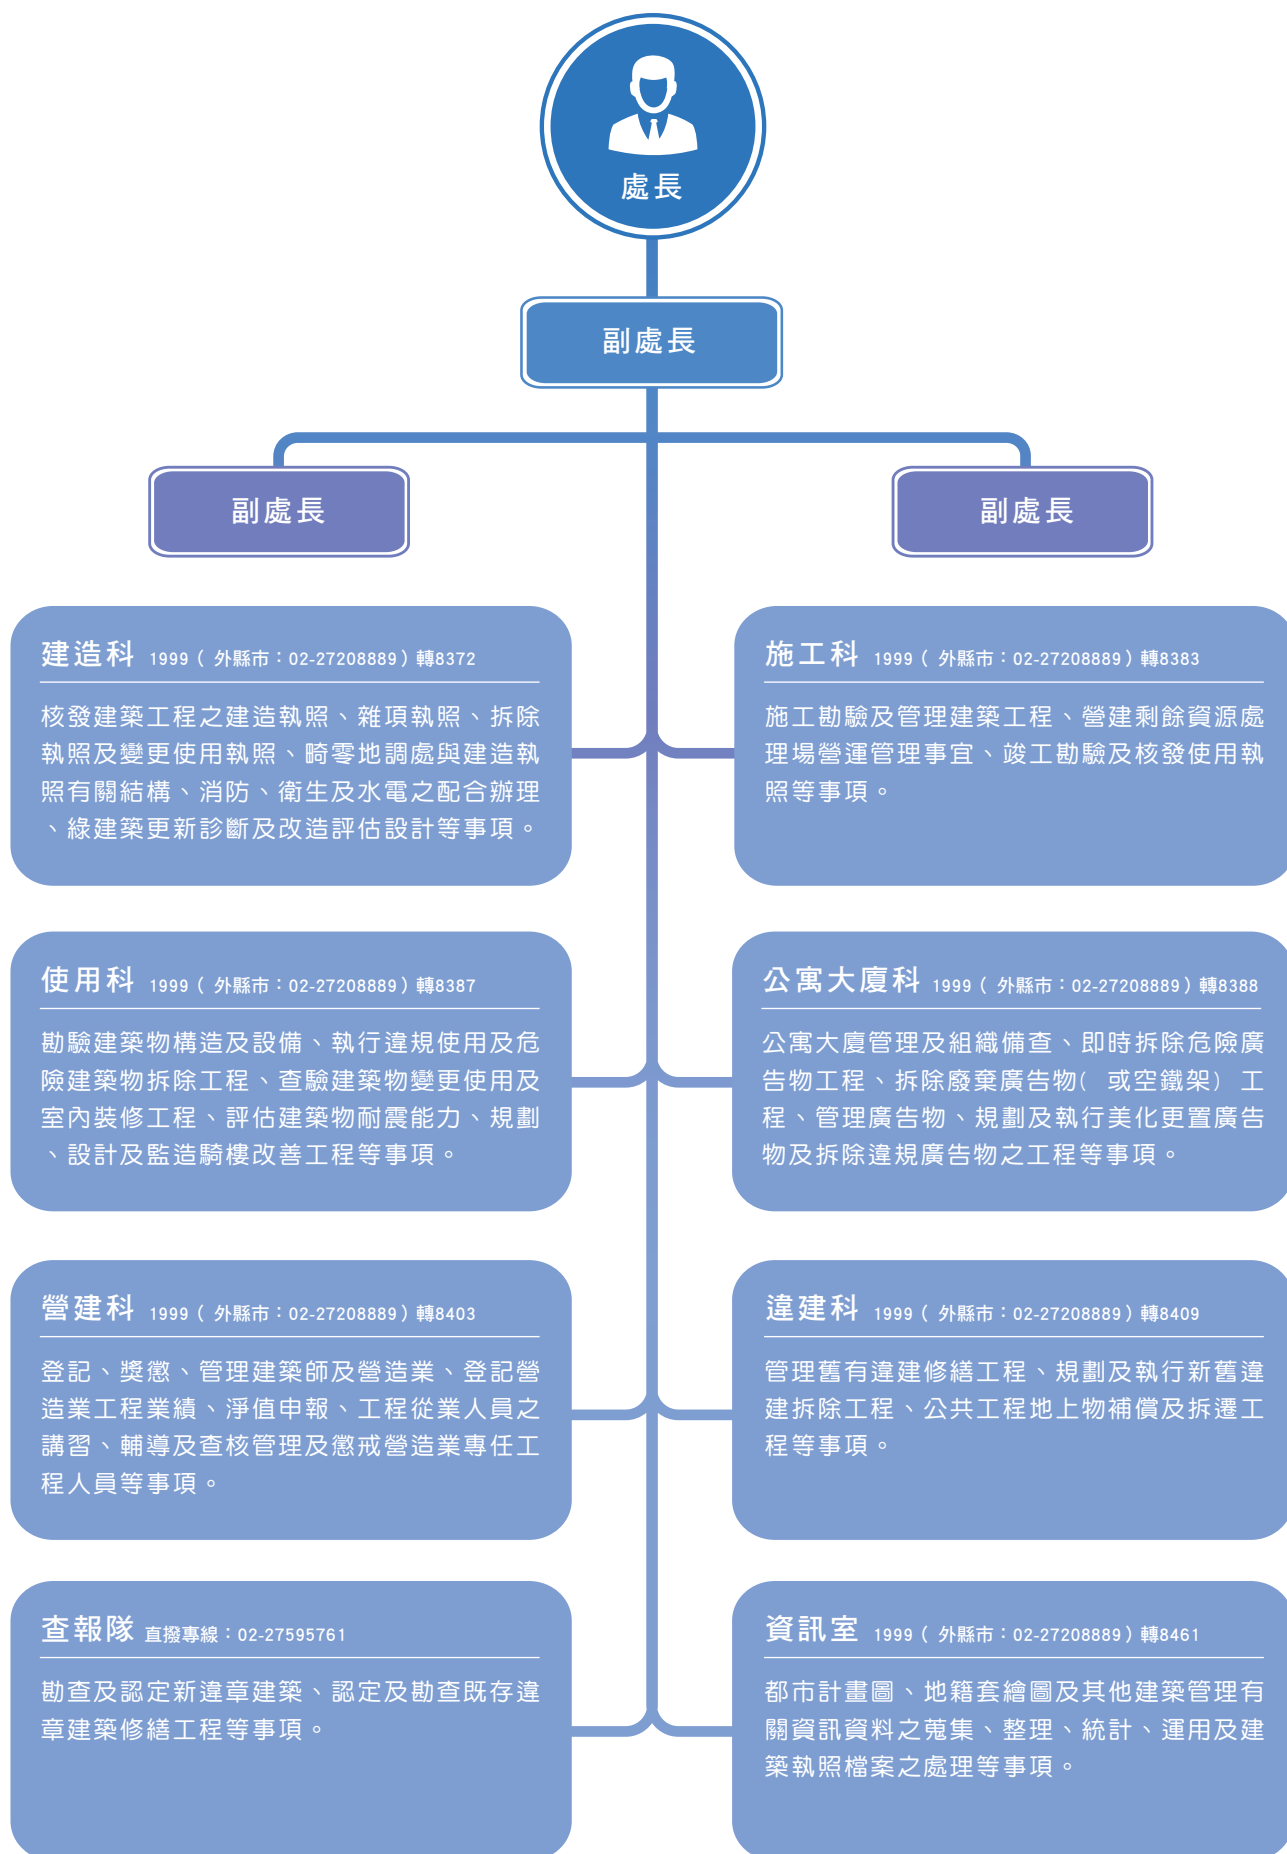 處長
副處長
副處長
副處長
建造科 1999（ 外縣市：02-27208889）轉8372
核發建築工程之建造執照、雜項執照、拆除
執照及變更使用執照、畸零地調處與建造執
照有關結構、消防、衛生及水電之配合辦理
、綠建築更新診斷及改造評估設計等事項。
施工科 1999（ 外縣市：02-27208889）轉8383
施工勘驗及管理建築工程、營建剩餘資源處
理場營運管理事宜、竣工勘驗及核發使用執
照等事項。
使用科 1999（ 外縣市：02-27208889）轉8387
勘驗建築物構造及設備、執行違規使用及危
險建築物拆除工程、查驗建築物變更使用及
室內裝修工程、評估建築物耐震能力、規劃
、設計及監造騎樓改善工程等事項。
公寓大廈科 1999（ 外縣市：02-27208889）轉8388
公寓大廈管理及組織備查、即時拆除危險廣
告物工程、拆除廢棄廣告物（ 或空鐵架） 工
程、管理廣告物、規劃及執行美化更置廣告
物及拆除違規廣告物之工程等事項。
營建科 1999（ 外縣市：02-27208889）轉8403
登記、獎懲、管理建築師及營造業、登記營
造業工程業績、淨值申報、工程從業人員之
講習、輔導及查核管理及懲戒營造業專任工
程人員等事項。
違建科 1999（ 外縣市：02-27208889）轉8409
管理舊有違建修繕工程、規劃及執行新舊違
建拆除工程、公共工程地上物補償及拆遷工
程等事項。
查報隊 直撥專線：02-27595761
勘查及認定新違章建築、認定及勘查既存違
章建築修繕工程等事項。
資訊室 1999（ 外縣市：02-27208889）轉8461
都市計畫圖、地籍套繪圖及其他建築管理有
關資訊資料之蒐集、整理、統計、運用及建
築執照檔案之處理等事項。